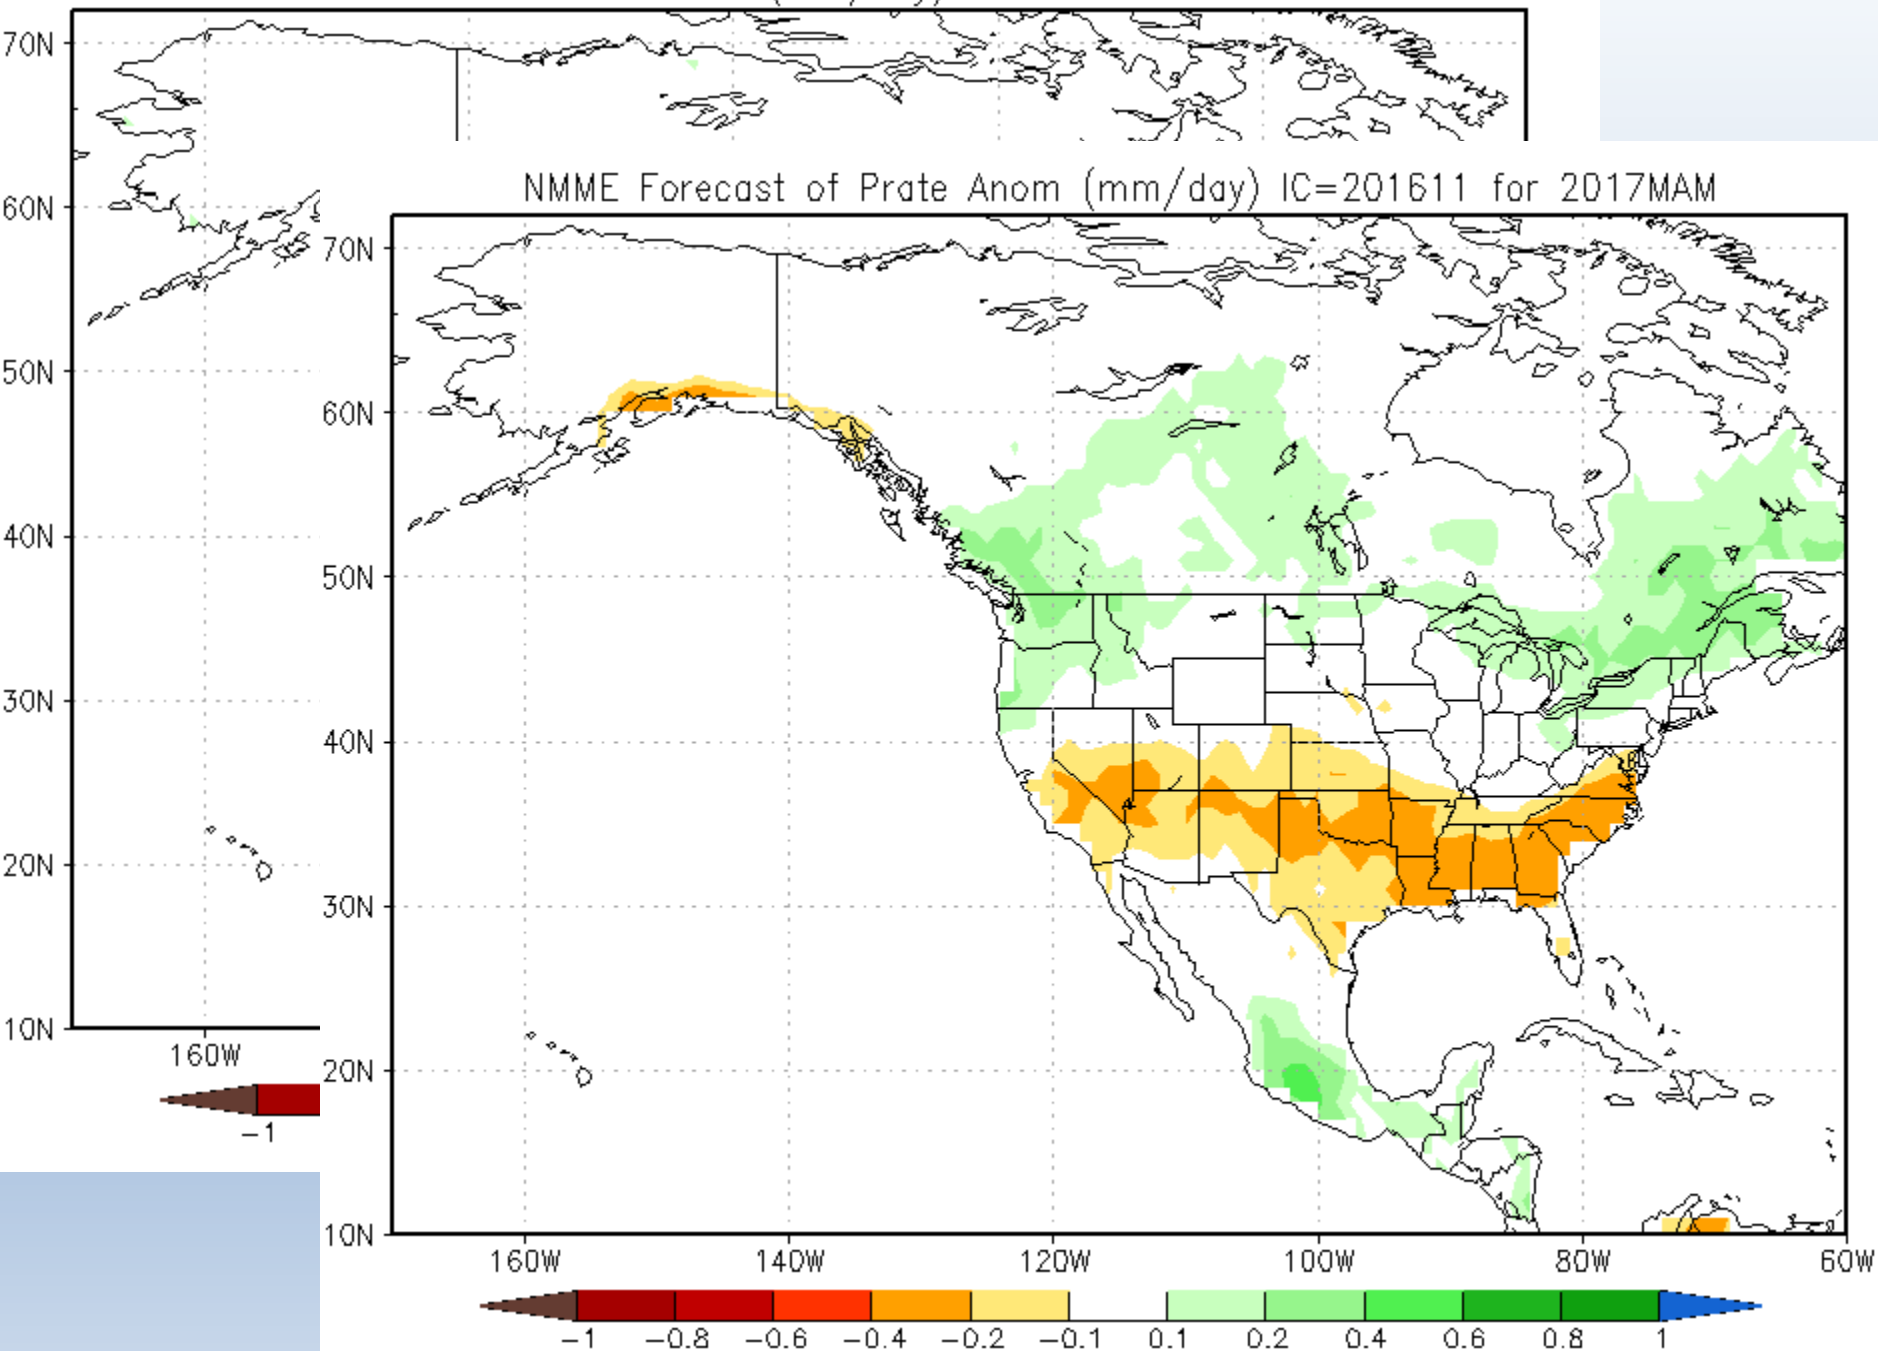 70N
60N
50N
40N
30N
20N
10N
160W
-1
NMME Forecast of Prate Anom (mm/day) IC=201611 for 2017MAM
70N
60N
50N
40N
30N
20N
10N
160W 140W 120W 100W 80W 60W
-1 -0.8 -0.6 -0.4 -0.2 -0.1 0.1 0.2 0.4 0.6 0.8 1